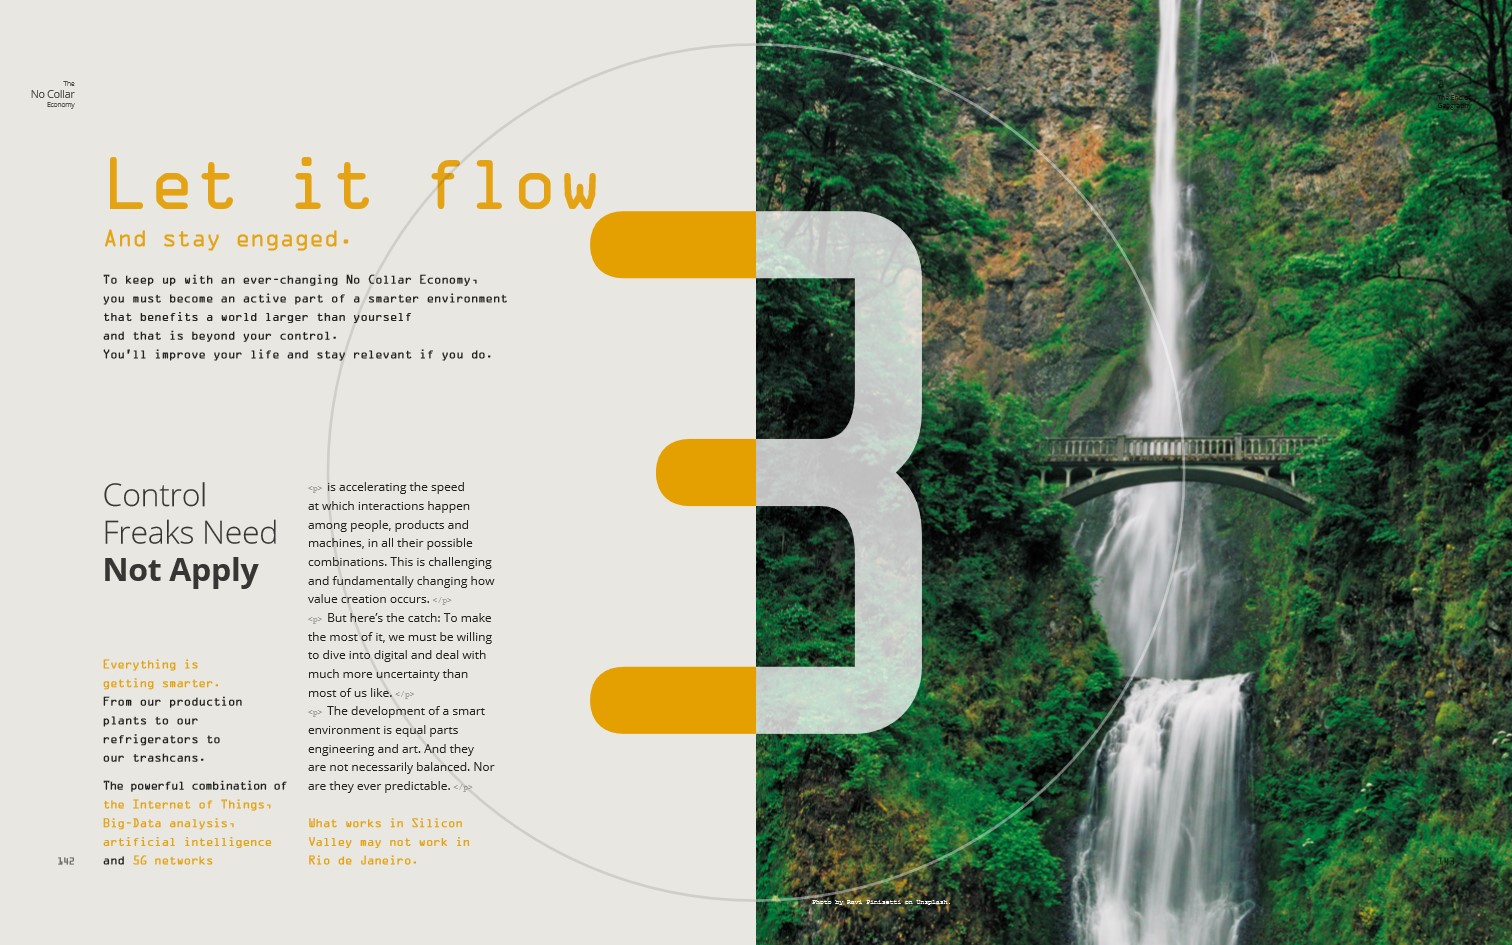 The
No Collar
Economy
Let it flow
And stay engaged.
To keep up with an ever-changing No Collar Economy,
you must become an active part of a smarter environment
that benefits a world larger than yourself
and that is beyond your control.
You'll improve your life and stay relevant if you do.
Control
Freaks Need
Not Apply
Everything is
getting smarter.
From our production
plants to our
refrigerators to
our trashcans.
The powerful combination of
the Internet of Things,
Big-Data analysis,
artificial intelligence
and 5G networks
<p> is accelerating the speed
at which interactions happen
among people, products and
machines, in all their possible
combinations. This is challenging
and fundamentally changing how
value creation occurs. </p>
<p> But here’s the catch: To make
the most of it, we must be willing
to dive into digital and deal with
much more uncertainty than
most of us like. </p>
<p> The development of a smart
environment is equal parts
engineering and art. And they
are not necessarily balanced. Nor
are they ever predictable. </p>
What works in Silicon
Valley may not work in
Rio de Janeiro.
142
3
Photo by Ravi Pinisetti on Unsplash.
143